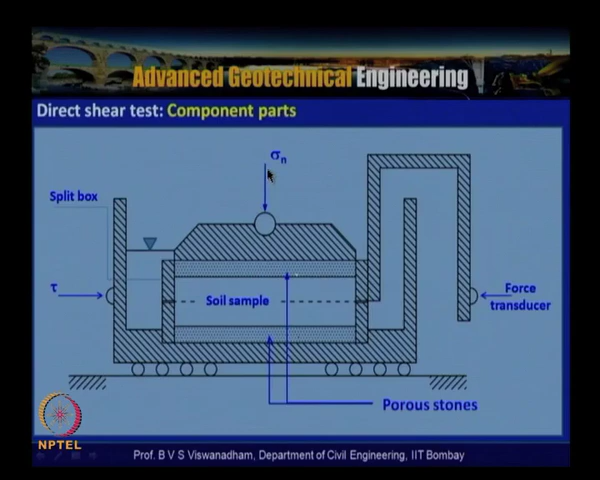 Advanced Geotechnical Engineering
Direct shear test: Component parts
σn
Split box
τ
Soil sample
Force
transducer
Porous stones
NPTEL
Prof. B V S Viswanadham, Department of Civil Engineering, IIT Bombay